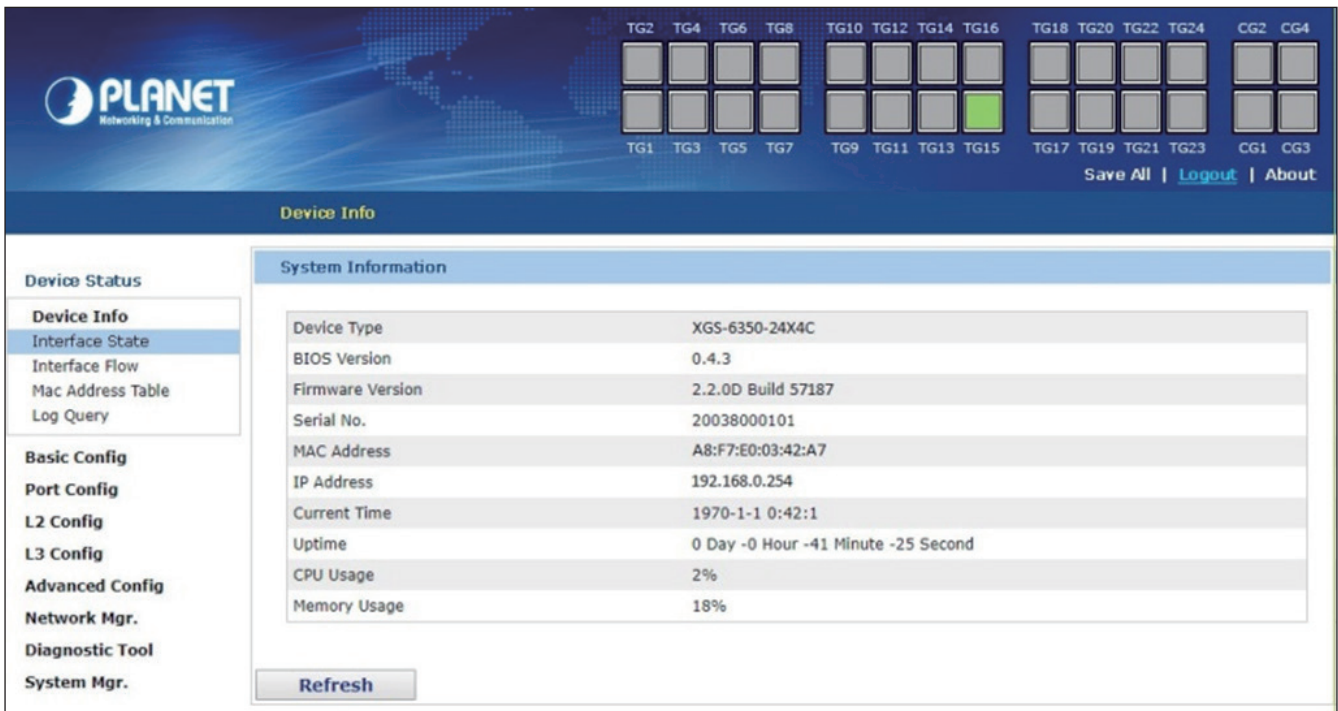 TG2 TG4 TG6 TG8 TG10 TG12 TG14 TG16 TG18 TG20 TG22 TG24 CG2 CG4
PLANET
Networking & Communication
TG1 TG3 TG5 TG7 TG9 TG11 TG13 TG15 TG17 TG19 TG21 TG23 CG1 CG3
Save All | Logout | About
Device Info
Device Status
Device Info
Interface State
Interface Flow
Mac Address Table
Log Query
Basic Config
Port Config
L2 Config
L3 Config
Advanced Config
Network Mgr.
Diagnostic Tool
System Mgr.
System Information
Device Type XGS-6350-24X4C
BIOS Version 0.4.3
Firmware Version 2.2.0D Build 57187
Serial No. 20038000101
MAC Address A8:F7:E0:03:42:A7
IP Address 192.168.0.254
Current Time 1970-1-1 0:42:1
Uptime 0 Day -0 Hour -41 Minute -25 Second
CPU Usage 2%
Memory Usage 18%
Refresh